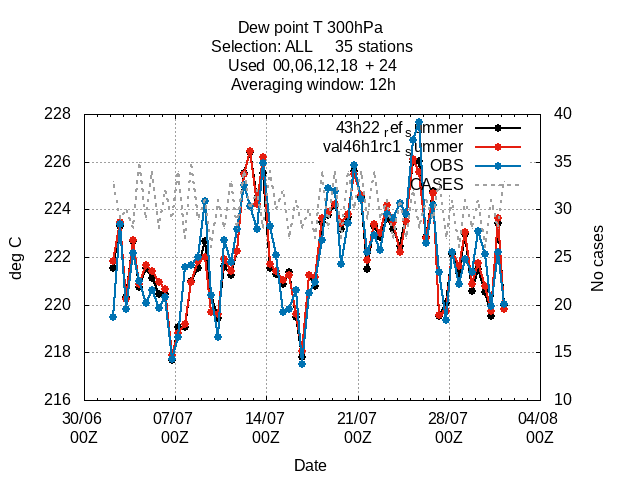 Dew point T 300hPa
Selection: ALL 35 stations
Used 00,06,12,18 + 24
Averaging window: 12h
228 40
43h22_ref_summer
val46h1rc1_summer
226 35
OBS
CASES
224 30
deg C
No cases
222 25
220 20
218 15
216 10
30/06 07/07 14/07 21/07 28/07 04/08
00Z 00Z 00Z 00Z 00Z 00Z
Date